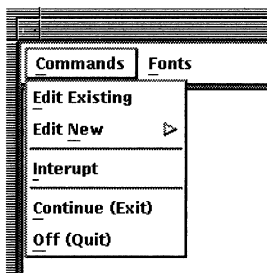 Commands Fonts
Edit Existing
Edit New
Interupt
Continue (Exit)
Off (Quit)